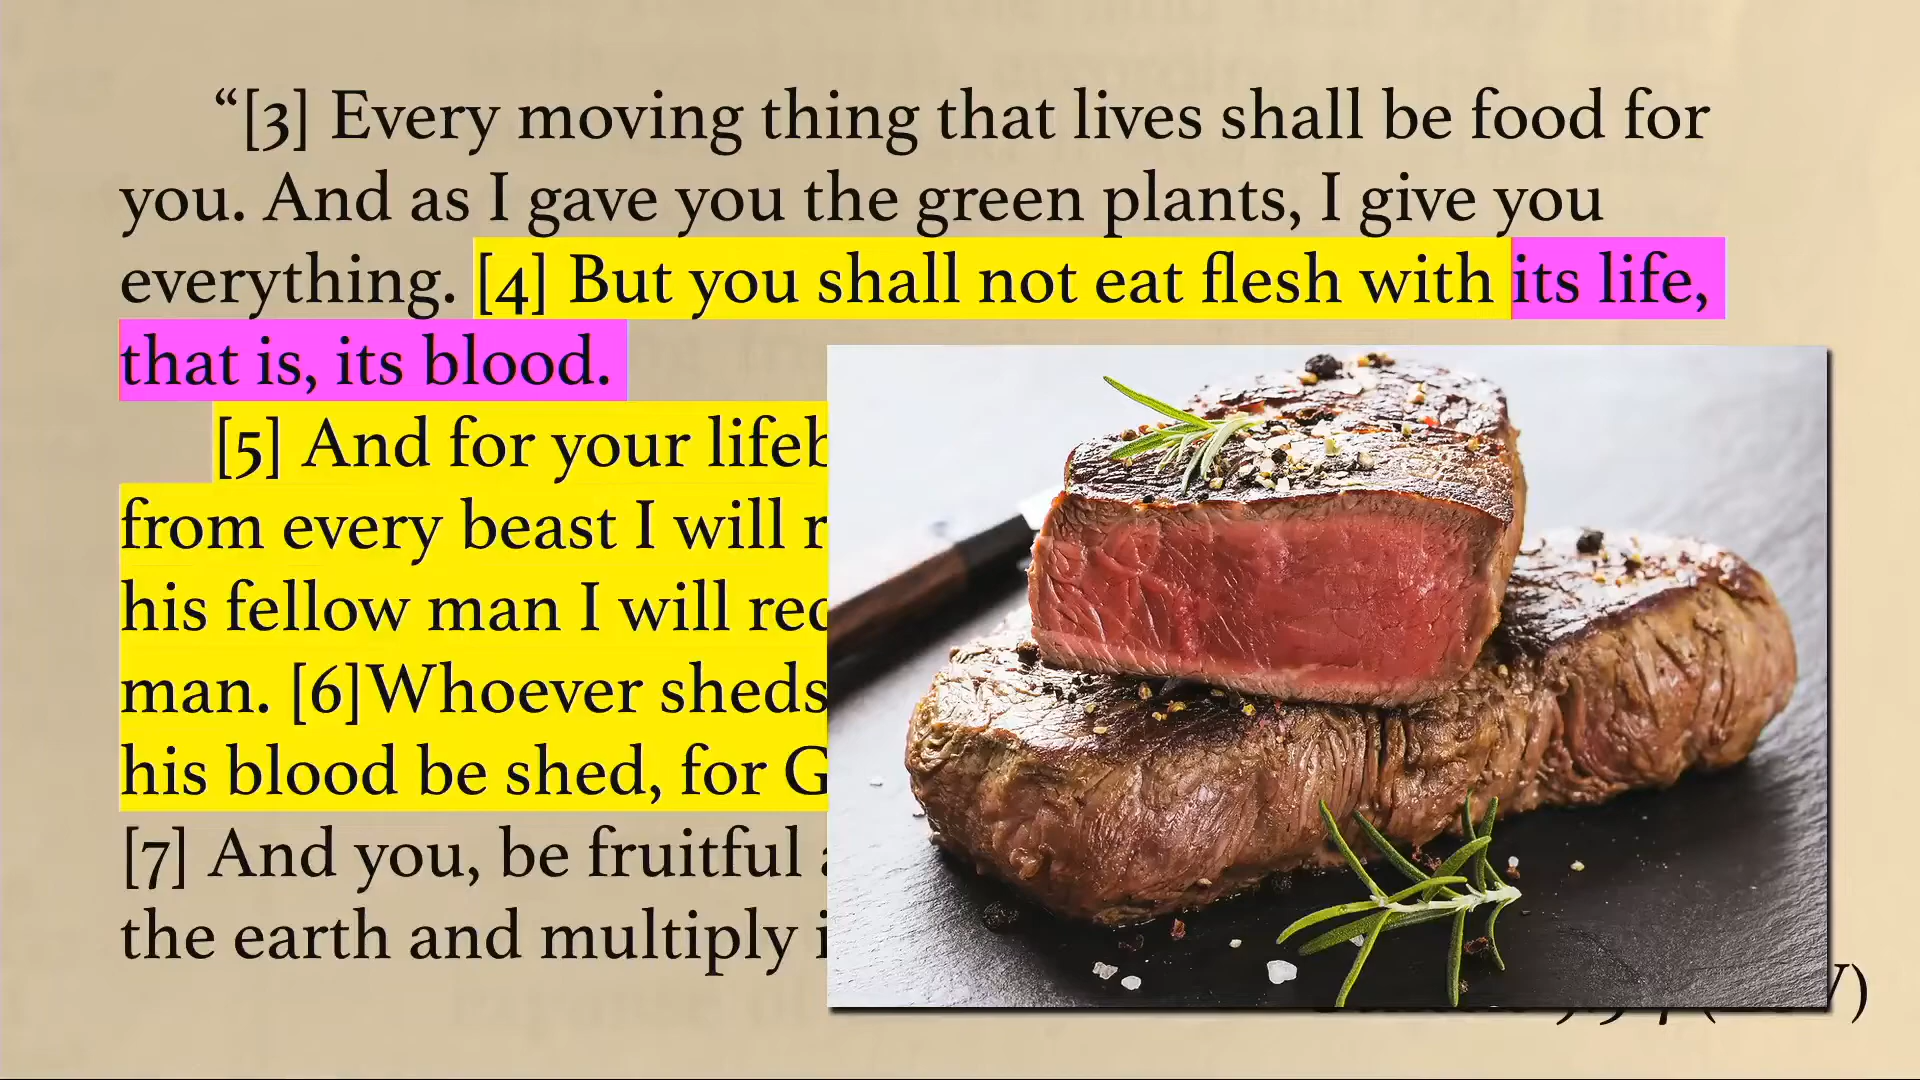 “[3] Every moving thing that lives shall be food for
you. And as I gave you the green plants, I give you
everything. [4] But you shall not eat flesh with its life,
that is, its blood.
[5] And for your
from every beast I will
his fellow man I will
man. [6]Whoever sheds
his blood be shed, for
[7] And you, be fruitful
the earth and multiply